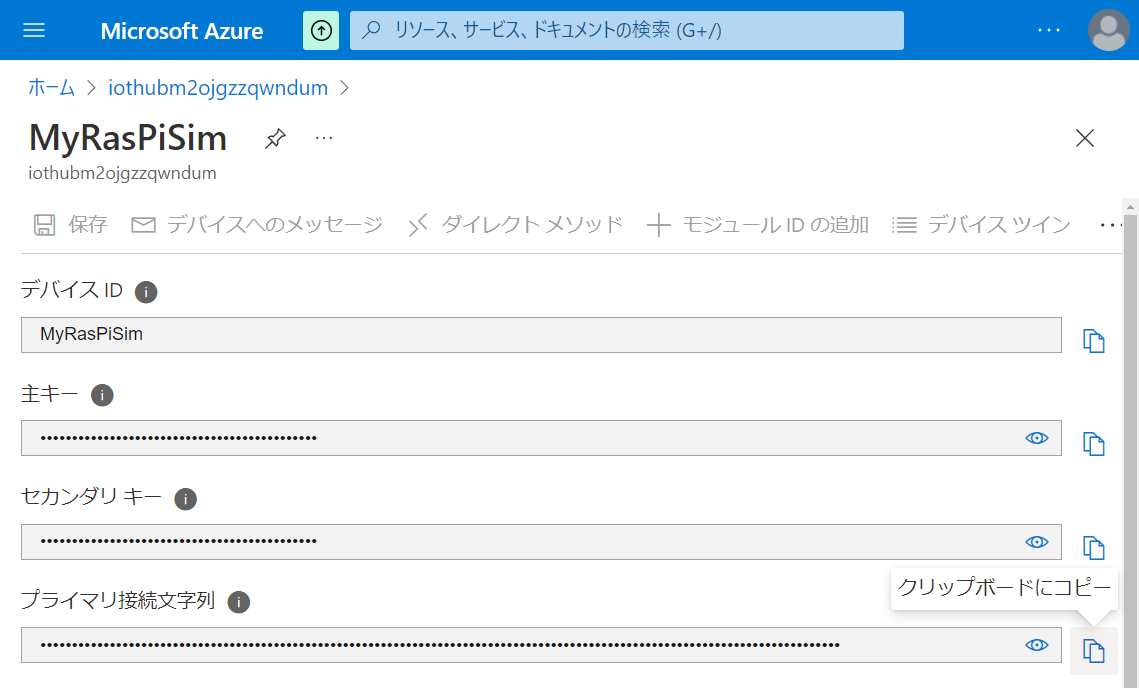 Microsoft Azure
リソース、サービス、ドキュメントの検索 (G+/)
ホーム > iothubm2ojgzzqwndum >
MyRasPiSim
iothubm2ojgzzqwndum
保存 デバイスへのメッセージ ダイレクト メソッド モジュール ID の追加 デバイス ツイン
デバイス ID
MyRasPiSim
主キー
セカンダリ キー
クリップボードにコピー
プライマリ接続文字列